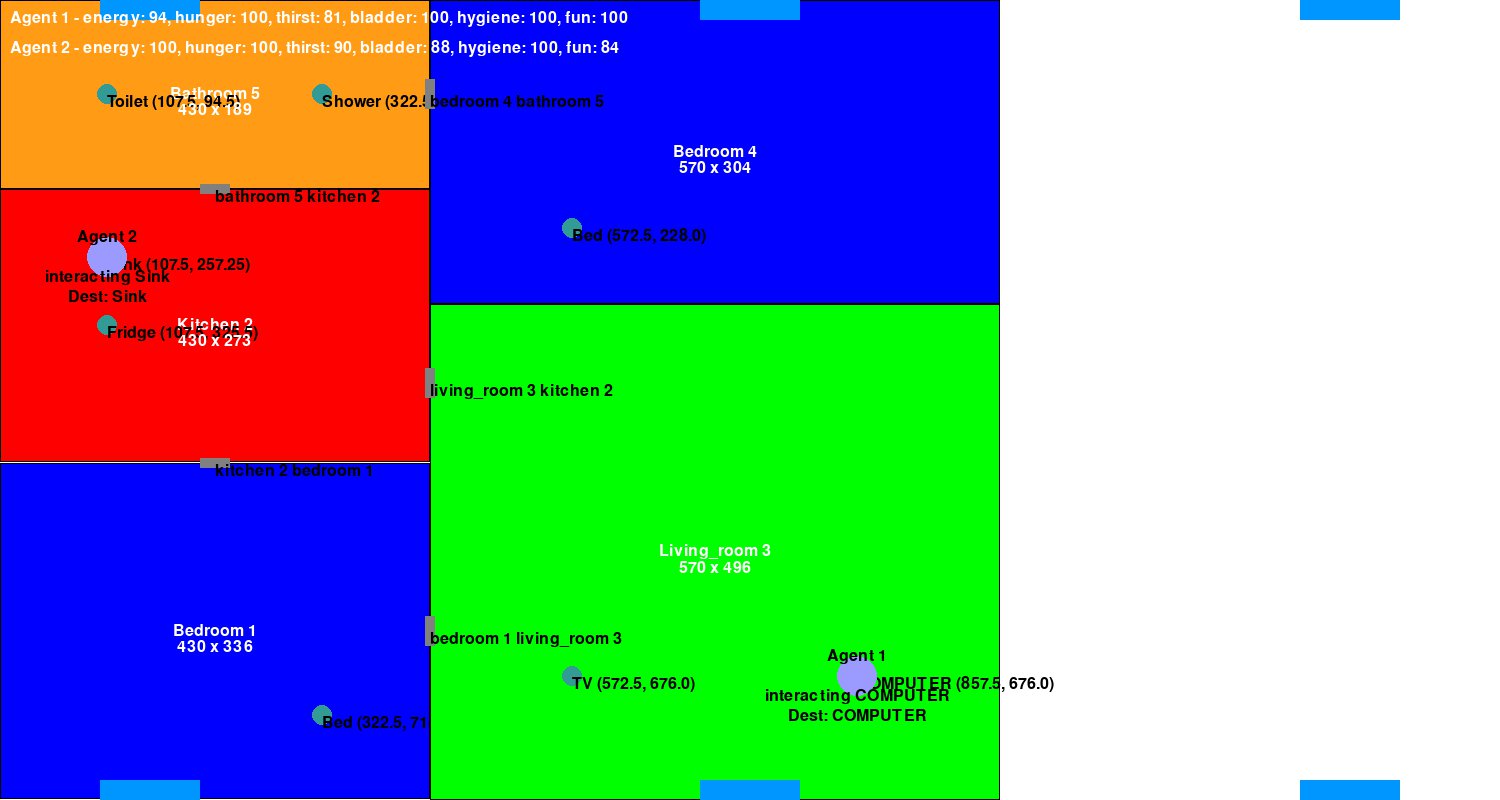 Agent 1 - energy: 94, hunger: 100, thirst: 81, bladder: 100, hygiene: 100, fun: 100
Agent 2 - energy: 100, hunger: 100, thirst: 90, bladder: 88, hygiene: 100, fun: 84
Bathroom 5
430 x 189
Toilet (107.5, 94.5)
Shower (322.5
bedroom 4 bathroom 5
Bedroom 4
570 x 304
bathroom 5 kitchen 2
Agent 2
nk (107.5, 257.25)
interacting Sink
Dest: Sink
Bed (572.5, 228.0)
Kitchen 2
430 x 273
Fridge (107.5, 325.5)
living_room 3 kitchen 2
kitchen 2 bedroom 1
Living_room 3
570 x 496
Bedroom 1
430 x 336
bedroom 1 living_room 3
Agent 1
TV (572.5, 676.0)
OMPUTER (857.5, 676.0)
interacting COMPUTER
Dest: COMPUTER
Bed (322.5, 71